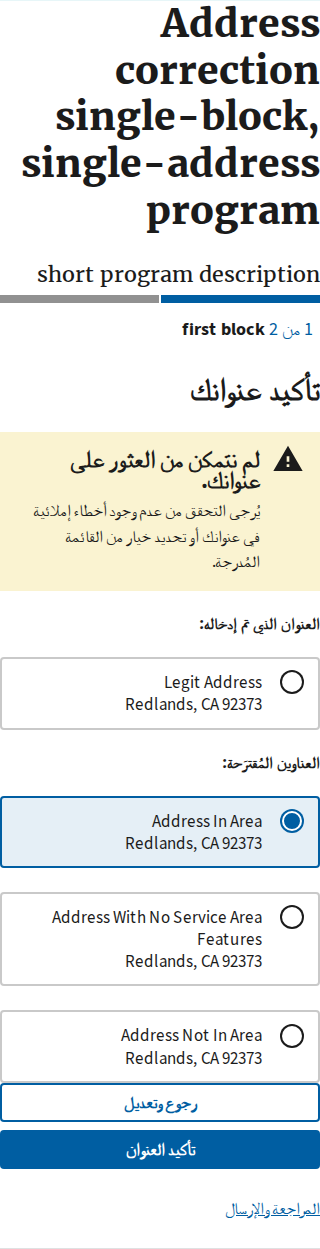 Address
correction
single-block,
single-address
program
short program description
1 من 2 first block
تأكيد عنوانك
لم نتمكن من العثور على
عنوانك.
يُرجى التحقق من عدم وجود أخطاء إملائية
في عنوانك أو تحديد خيار من القائمة
المُدرجة.
العنوان الذي تم إدخاله:
Legit Address
Redlands, CA 92373
العناوين المُقترَحة:
Address In Area
Redlands, CA 92373
Address With No Service Area
Features
Redlands, CA 92373
Address Not In Area
Redlands, CA 92373
رجوع وتعديل
تأكيد العنوان
المراجعة والإرسال